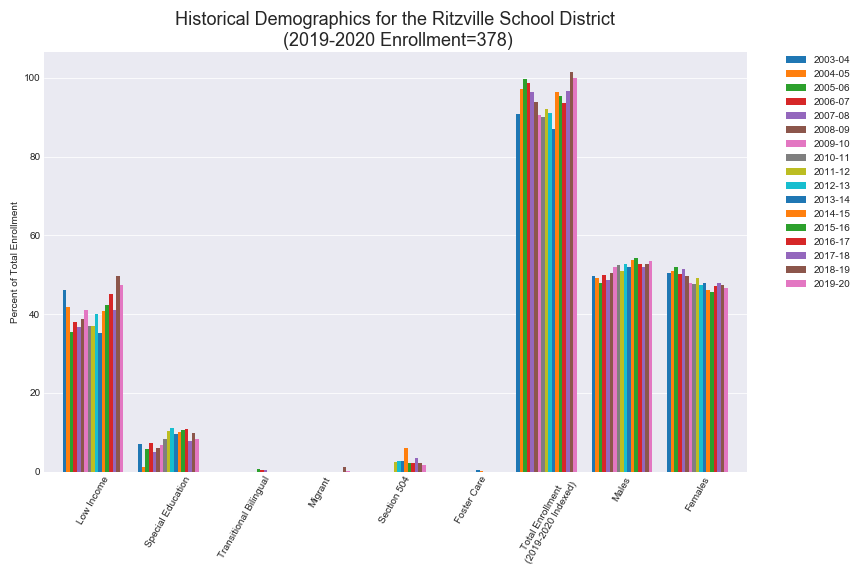 Historical Demographics for the Ritzville School District
(2019-2020 Enrollment=378)
Percent of Total Enrollment
100
80
60
40
20
0
Low Income
Special Education
Transitional Bilingual
Migrant
Section 504
Foster Care
Total Enrollment
(2019-2020 Indexed)
Males
Females
2003-04
2004-05
2005-06
2006-07
2007-08
2008-09
2009-10
2010-11
2011-12
2012-13
2013-14
2014-15
2015-16
2016-17
2017-18
2018-19
2019-20